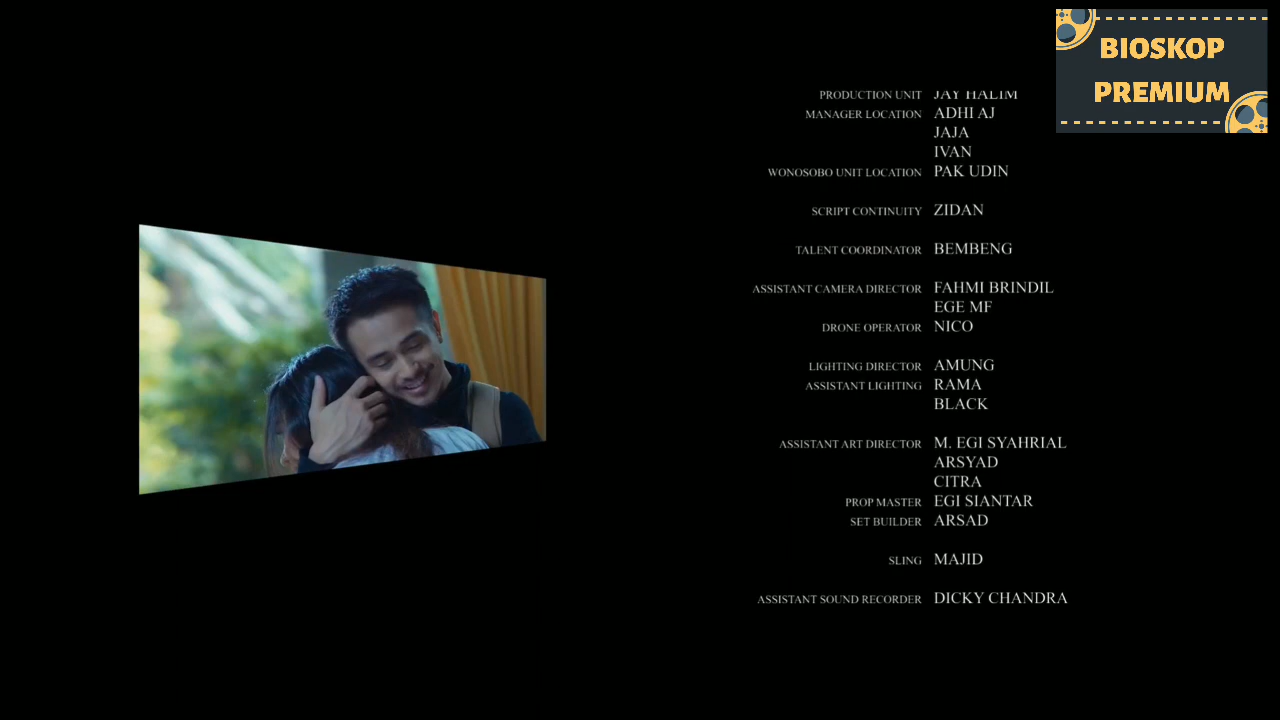 BIOSKOP
PREMIUM
PRODUCTION UNIT JAY HALIM
MANAGER LOCATION ADHI AJ
JAJA
IVAN
WONOSOBO UNIT LOCATION PAK UDIN
SCRIPT CONTINUITY ZIDAN
TALENT COORDINATOR BEMBENG
ASSISTANT CAMERA DIRECTOR FAHMI BRINDIL
EGE MF
DRONE OPERATOR NICO
LIGHTING DIRECTOR AMUNG
ASSISTANT LIGHTING RAMA
BLACK
ASSISTANT ART DIRECTOR M. EGI SYAHRIAL
ARSYAD
CITRA
PROP MASTER EGI SIANTAR
SET BUILDER ARSAD
SLING MAJID
ASSISTANT SOUND RECORDER DICKY CHANDRA